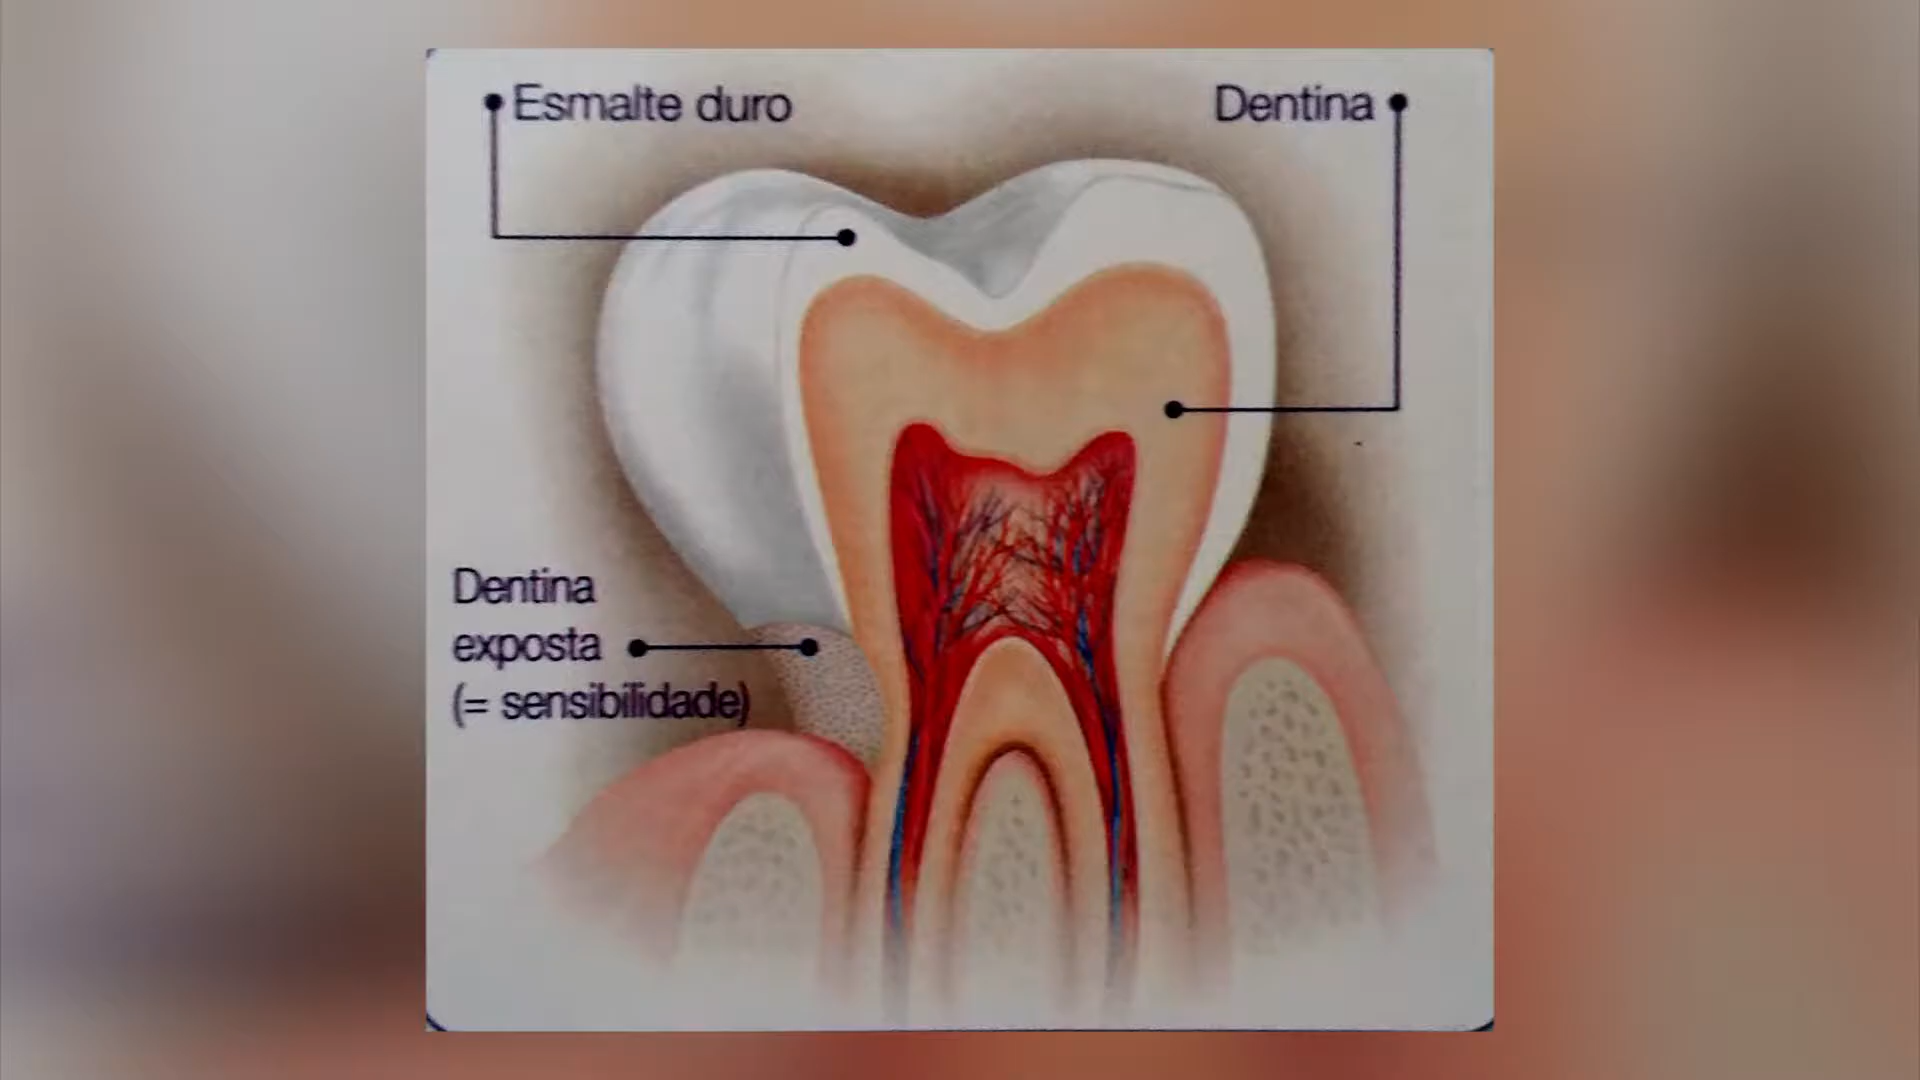 Esmalte duro
Dentina
Dentina
exposta
(= sensibilidade)